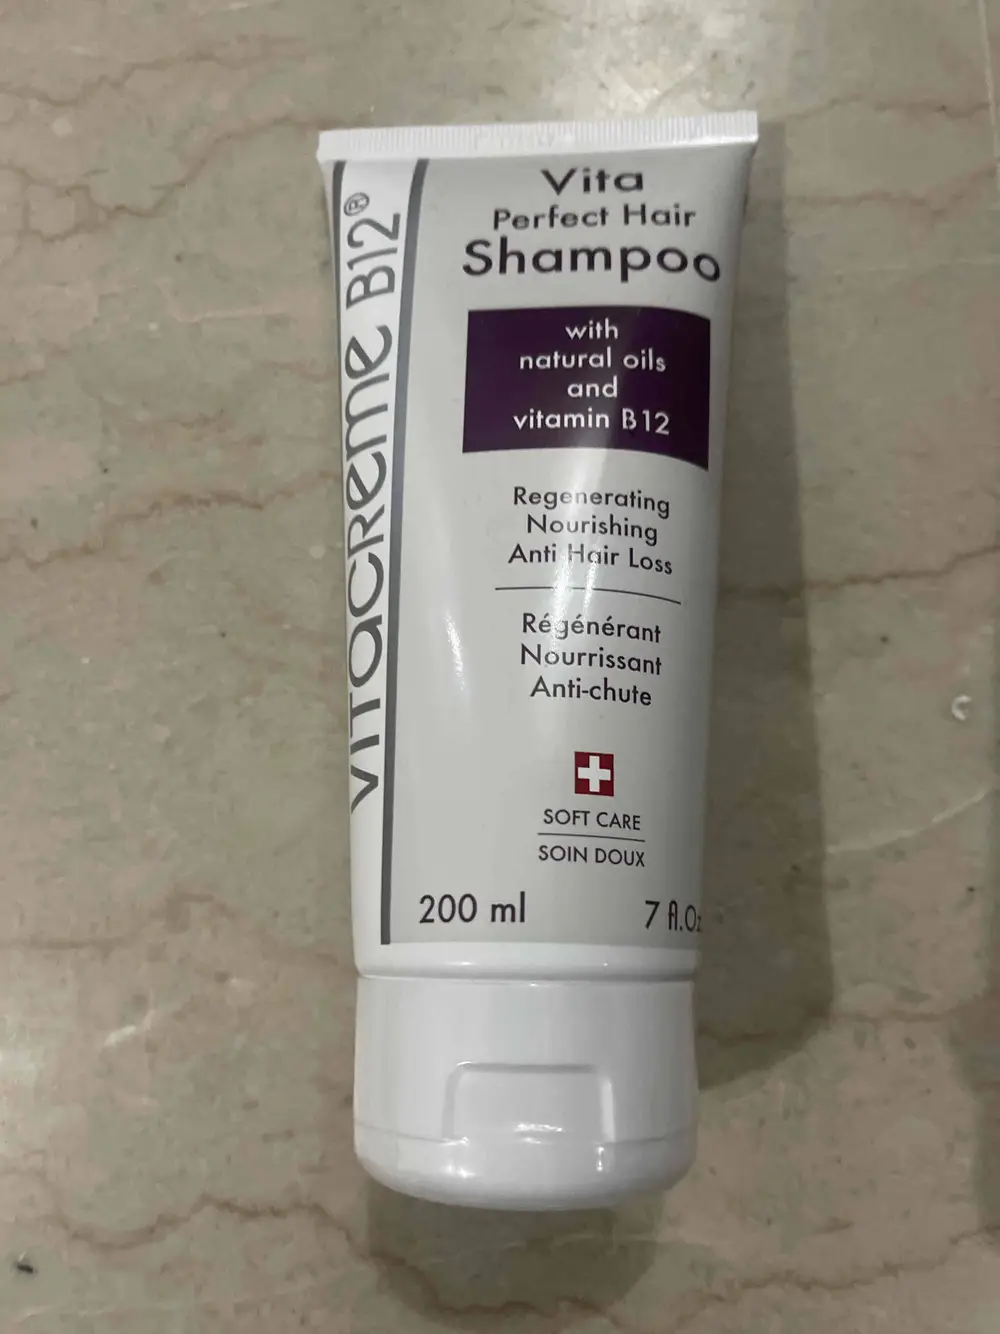 VITACREME B12®
Vita
Perfect Hair
Shampoo
with
natural oils
and
vitamin B12
Regenerating
Nourishing
Anti Hair Loss
Régénérant
Nourrissant
Anti-chute
SOFT CARE
SOIN DOUX
200 ml 7 fl.Oz